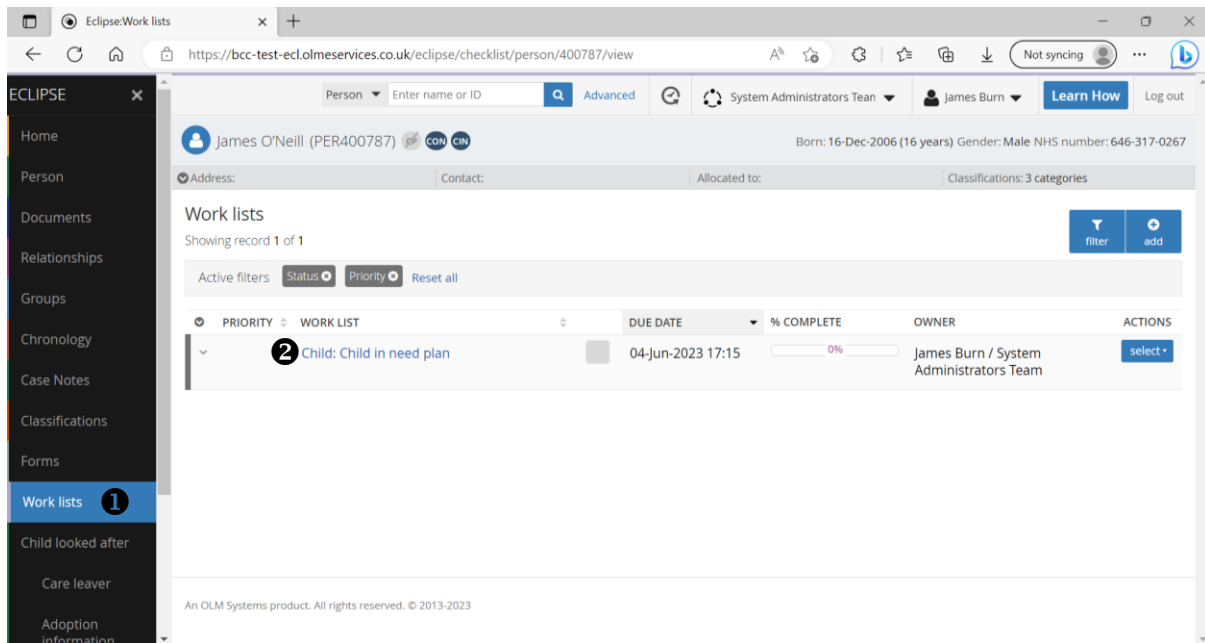 Eclipse:Work lists
https://bcc-test-ecl.olmeservices.co.uk/eclipse/checklist/person/400787/view
Not syncing
ECLIPSE
Person Enter name or ID Advanced System Administrators Tean James Burn Learn How Log out
Home
Person
Documents
Relationships
Groups
Chronology
Case Notes
Classifications
Forms
Work lists 1
Child looked after
Care leaver
Adoption
information
James O'Neill (PER400787) CON CIN Born: 16-Dec-2006 (16 years) Gender: Male NHS number: 646-317-0267
Address: Contact: Allocated to: Classifications: 3 categories
Work lists
Showing record 1 of 1
filter add
Active filters Status Priority Reset all
PRIORITY WORK LIST DUE DATE % COMPLETE OWNER ACTIONS
2 Child: Child in need plan 04-Jun-2023 17:15 0% James Burn / System select
Administrators Team
An OLM Systems product. All rights reserved. © 2013-2023